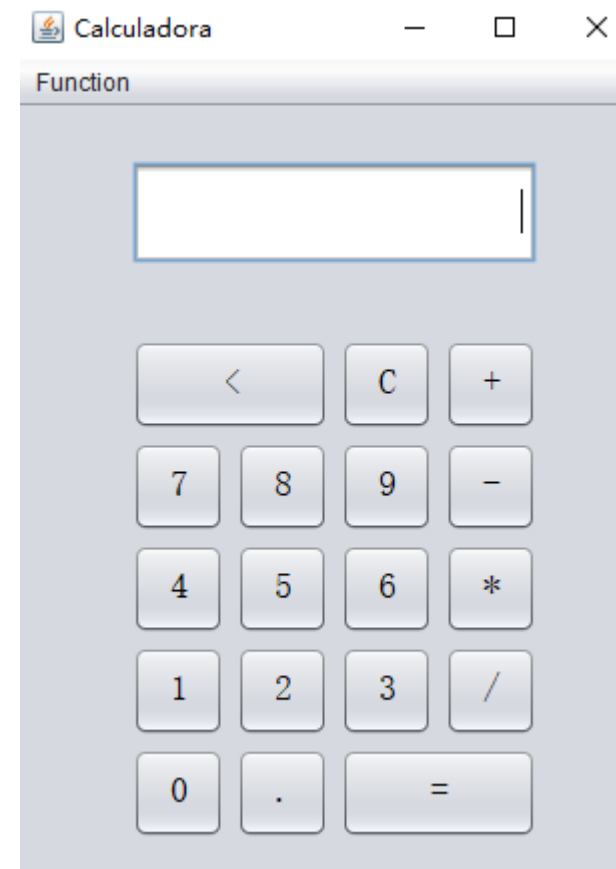 Calculadora
Function
< C +
7 8 9 -
4 5 6 *
1 2 3 /
0 . =